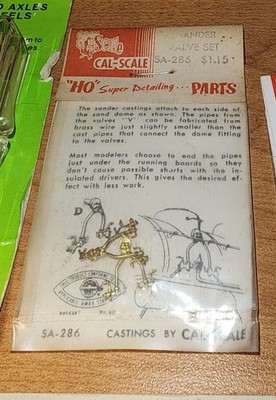 9 AXLES
EELS
SANDER
VALVE SET
CAL-SCALE
SA-286 $1.15
"HO" Super Detailing... PARTS
The sander castings attach to each side of
the sand dome as shown. The pipes from
the valves "V" can be fabricated from
brass wire just slightly smaller than the
cast pipes that connect the dome fitting
to the valves.
Most modelers choose to end the pipes
just under the running boards so they
don't cause possible shorts with the in-
sulated drivers. This gives the desired ef-
fect with less work.
D
SA-286 CASTINGS BY CAL-SCALE